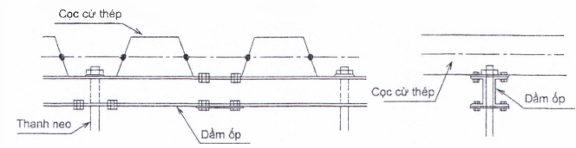 Cọc cừ thép
Thanh neo
Dầm ốp
Cọc cừ thép
Dầm ốp